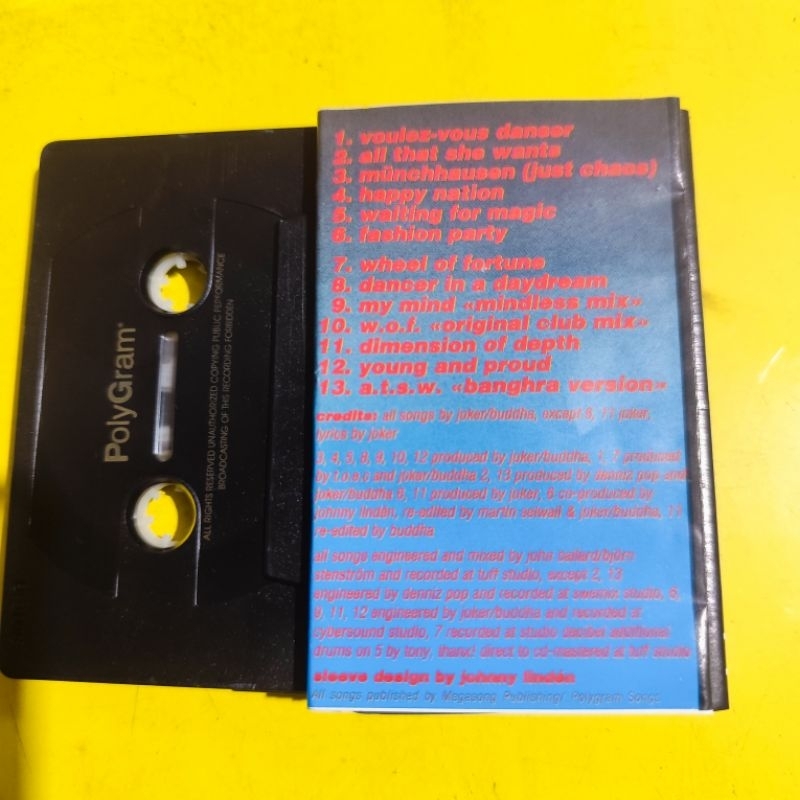 PolyGram
ALL RIGHTS RESERVED UNAUTHORIZED COPYING PUBLIC PERFORMANCE
BROADCASTING OF THIS RECORDING FORBIDDEN
1. voulez-vous danser
2. all that she wants
3. münchhausen (just chaos)
4. happy nation
5. waiting for magic
6. fashion party
7. wheel of fortune
8. dancer in a daydream
9. my mind «mindless mix»
10. w.o.f. «original club mix»
11. dimension of depth
12. young and proud
13. a.t.s.w. «banghra version»
credits: all songs by joker/buddha, except 6, 11 joker,
lyrics by joker
3, 4, 5, 8, 9, 10, 12 produced by joker/buddha, 1, 7 produced
by t.o.e.c and joker/buddha 2, 13 produced by denniz pop and
joker/buddha 6, 11 produced by joker, 6 co-produced by
johnny lindén, re-edited by martin &joker/buddha, 11
re-edited by buddha
all songs engineered and mixed by john ballard/björn
stenström and recorded at tuff studio, except 2, 13
engineered by denniz pop and recorded at swemix studio, 6,
9, 11, 12 engineered by joker/buddha and recorded at
cybersound studio, 7 recorded at studio decibel additional
drums on 5 by tony, thanx! direct to cd-mastered at tuff studio
sleeve design by johnny lindén
All songs published by Megasong Publishing/ Polygram Songs.